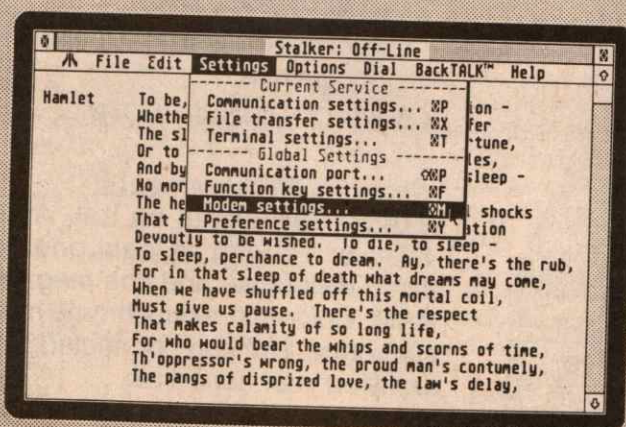 Stalker: Off-Line
File Edit Settings Options Dial BackTALK™ Help
------- Current Service -------
Communication settings... ⌘P
File transfer settings... ⌘X
Terminal settings... ⌘T
------ Global Settings ------
Communication port... ⇧⌘P
Function key settings... ⌘F
Modem settings... ⌘M
Preference settings... ⌘Y
Hamlet To be, ion -
Whethe fer
The sl tune,
Or to les,
And by sleep -
No mor
The he l shocks
That f ation
Devoutly to be wished. To die, to sleep -
To sleep, perchance to dream. Ay, there's the rub,
For in that sleep of death what dreams may come,
When we have shuffled off this mortal coil,
Must give us pause. There's the respect
That makes calamity of so long life,
For who would bear the whips and scorns of time,
Th'oppressor's wrong, the proud man's contumely,
The pangs of disprized love, the law's delay,